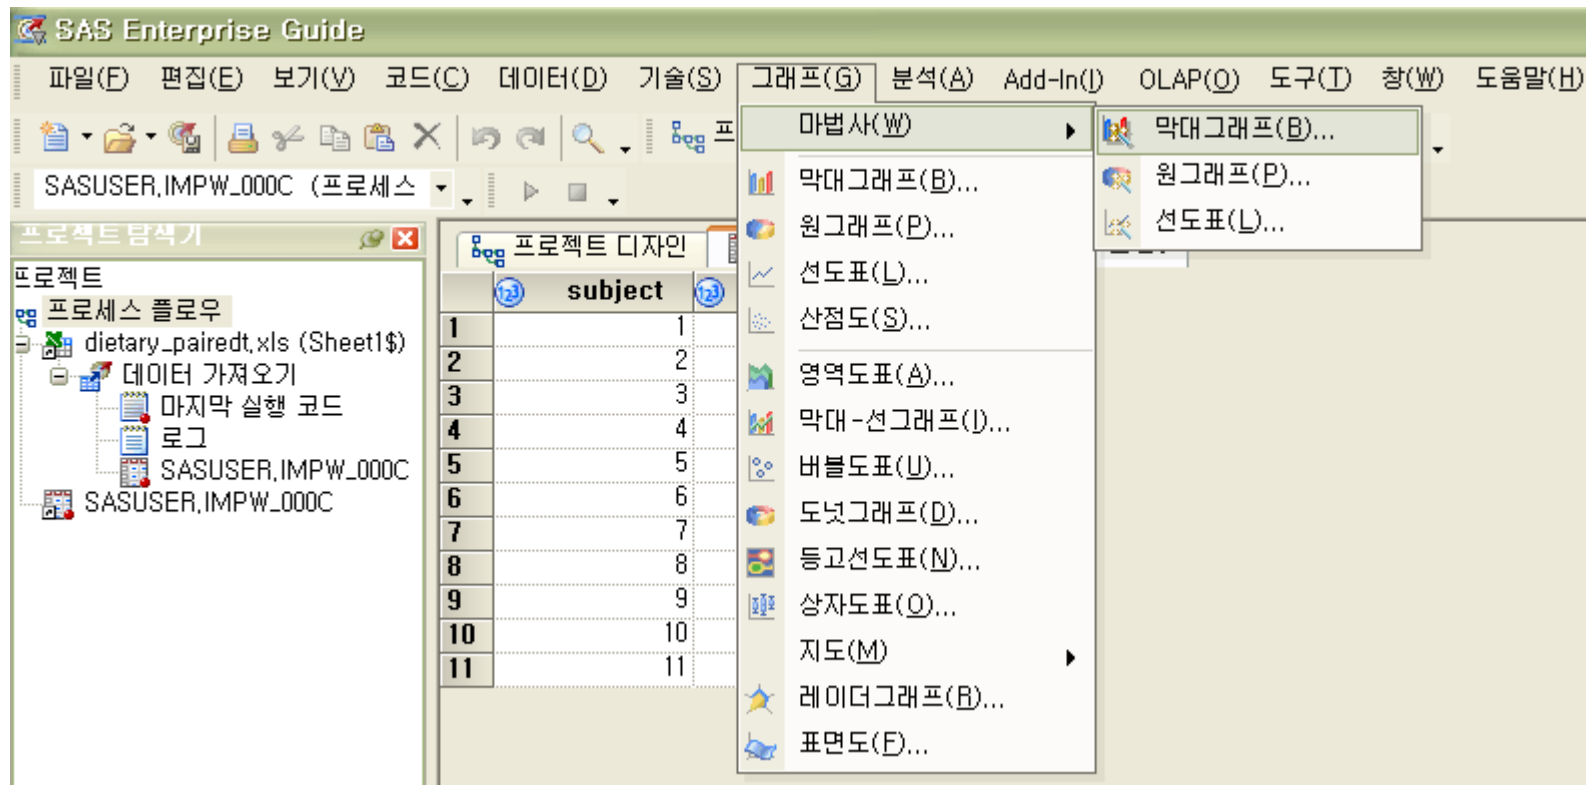 SAS Enterprise Guide
파일(F) 편집(E) 보기(V) 코드(C) 데이터(D) 기술(S) 그래프(G) 분석(A) Add-In(I) OLAP(O) 도구(T) 창(W) 도움말(H)
프
SASUSER.IMPW_000C (프로세스
프로젝트 탐색기
프로젝트
프로세스 플로우
dietary_pairedt.xls (Sheet1$)
데이터 가져오기
마지막 실행 코드
로그
SASUSER.IMPW_000C
SASUSER.IMPW_000C
프로젝트 디자인
subject
1 1
2 2
3 3
4 4
5 5
6 6
7 7
8 8
9 9
10 10
11 11
마법사(W)
막대그래프(B)...
원그래프(P)...
선도표(L)...
산점도(S)...
영역도표(A)...
막대-선그래프(I)...
버블도표(U)...
도넛그래프(D)...
등고선도표(N)...
상자도표(O)...
지도(M)
레이더그래프(R)...
표면도(F)...
막대그래프(B)...
원그래프(P)...
선도표(L)...